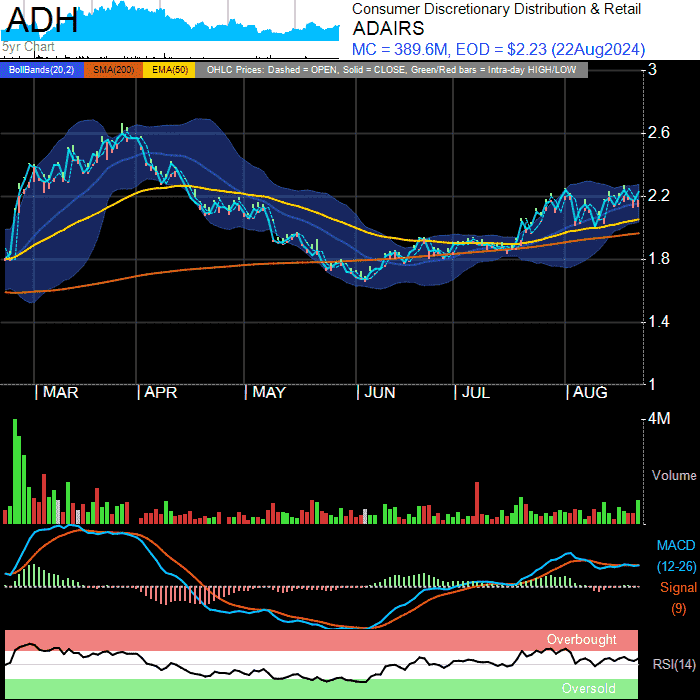 ADH
5yr Chart
Consumer Discretionary Distribution & Retail
ADAIRS
MC = 389.6M, EOD = $2.23 (22Aug2024)
BollBands(20,2) SMA(200) EMA(50) OHLC Prices: Dashed = OPEN, Solid = CLOSE, Green/Red bars = Intra-day HIGH/LOW
3
2.6
2.2
1.8
1.4
1
MAR APR MAY JUN JUL AUG
4M
Volume
MACD
(12-26)
Signal
(9)
Overbought
RSI(14)
Oversold